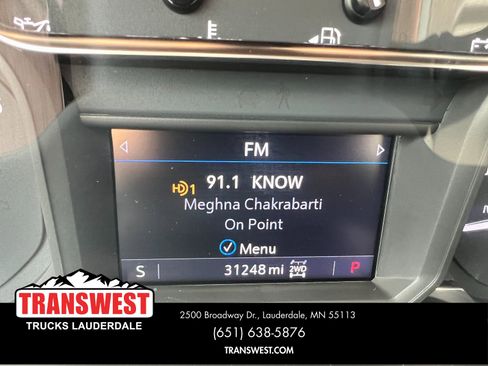 FM
HD1 91.1 KNOW
Meghna Chakrabarti
On Point
Menu
S 31248 mi 2WD P
TRANSWEST
TRUCKS LAUDERDALE
2500 Broadway Dr., Lauderdale, MN 55113
(651) 638-5876
TRANSWEST.COM